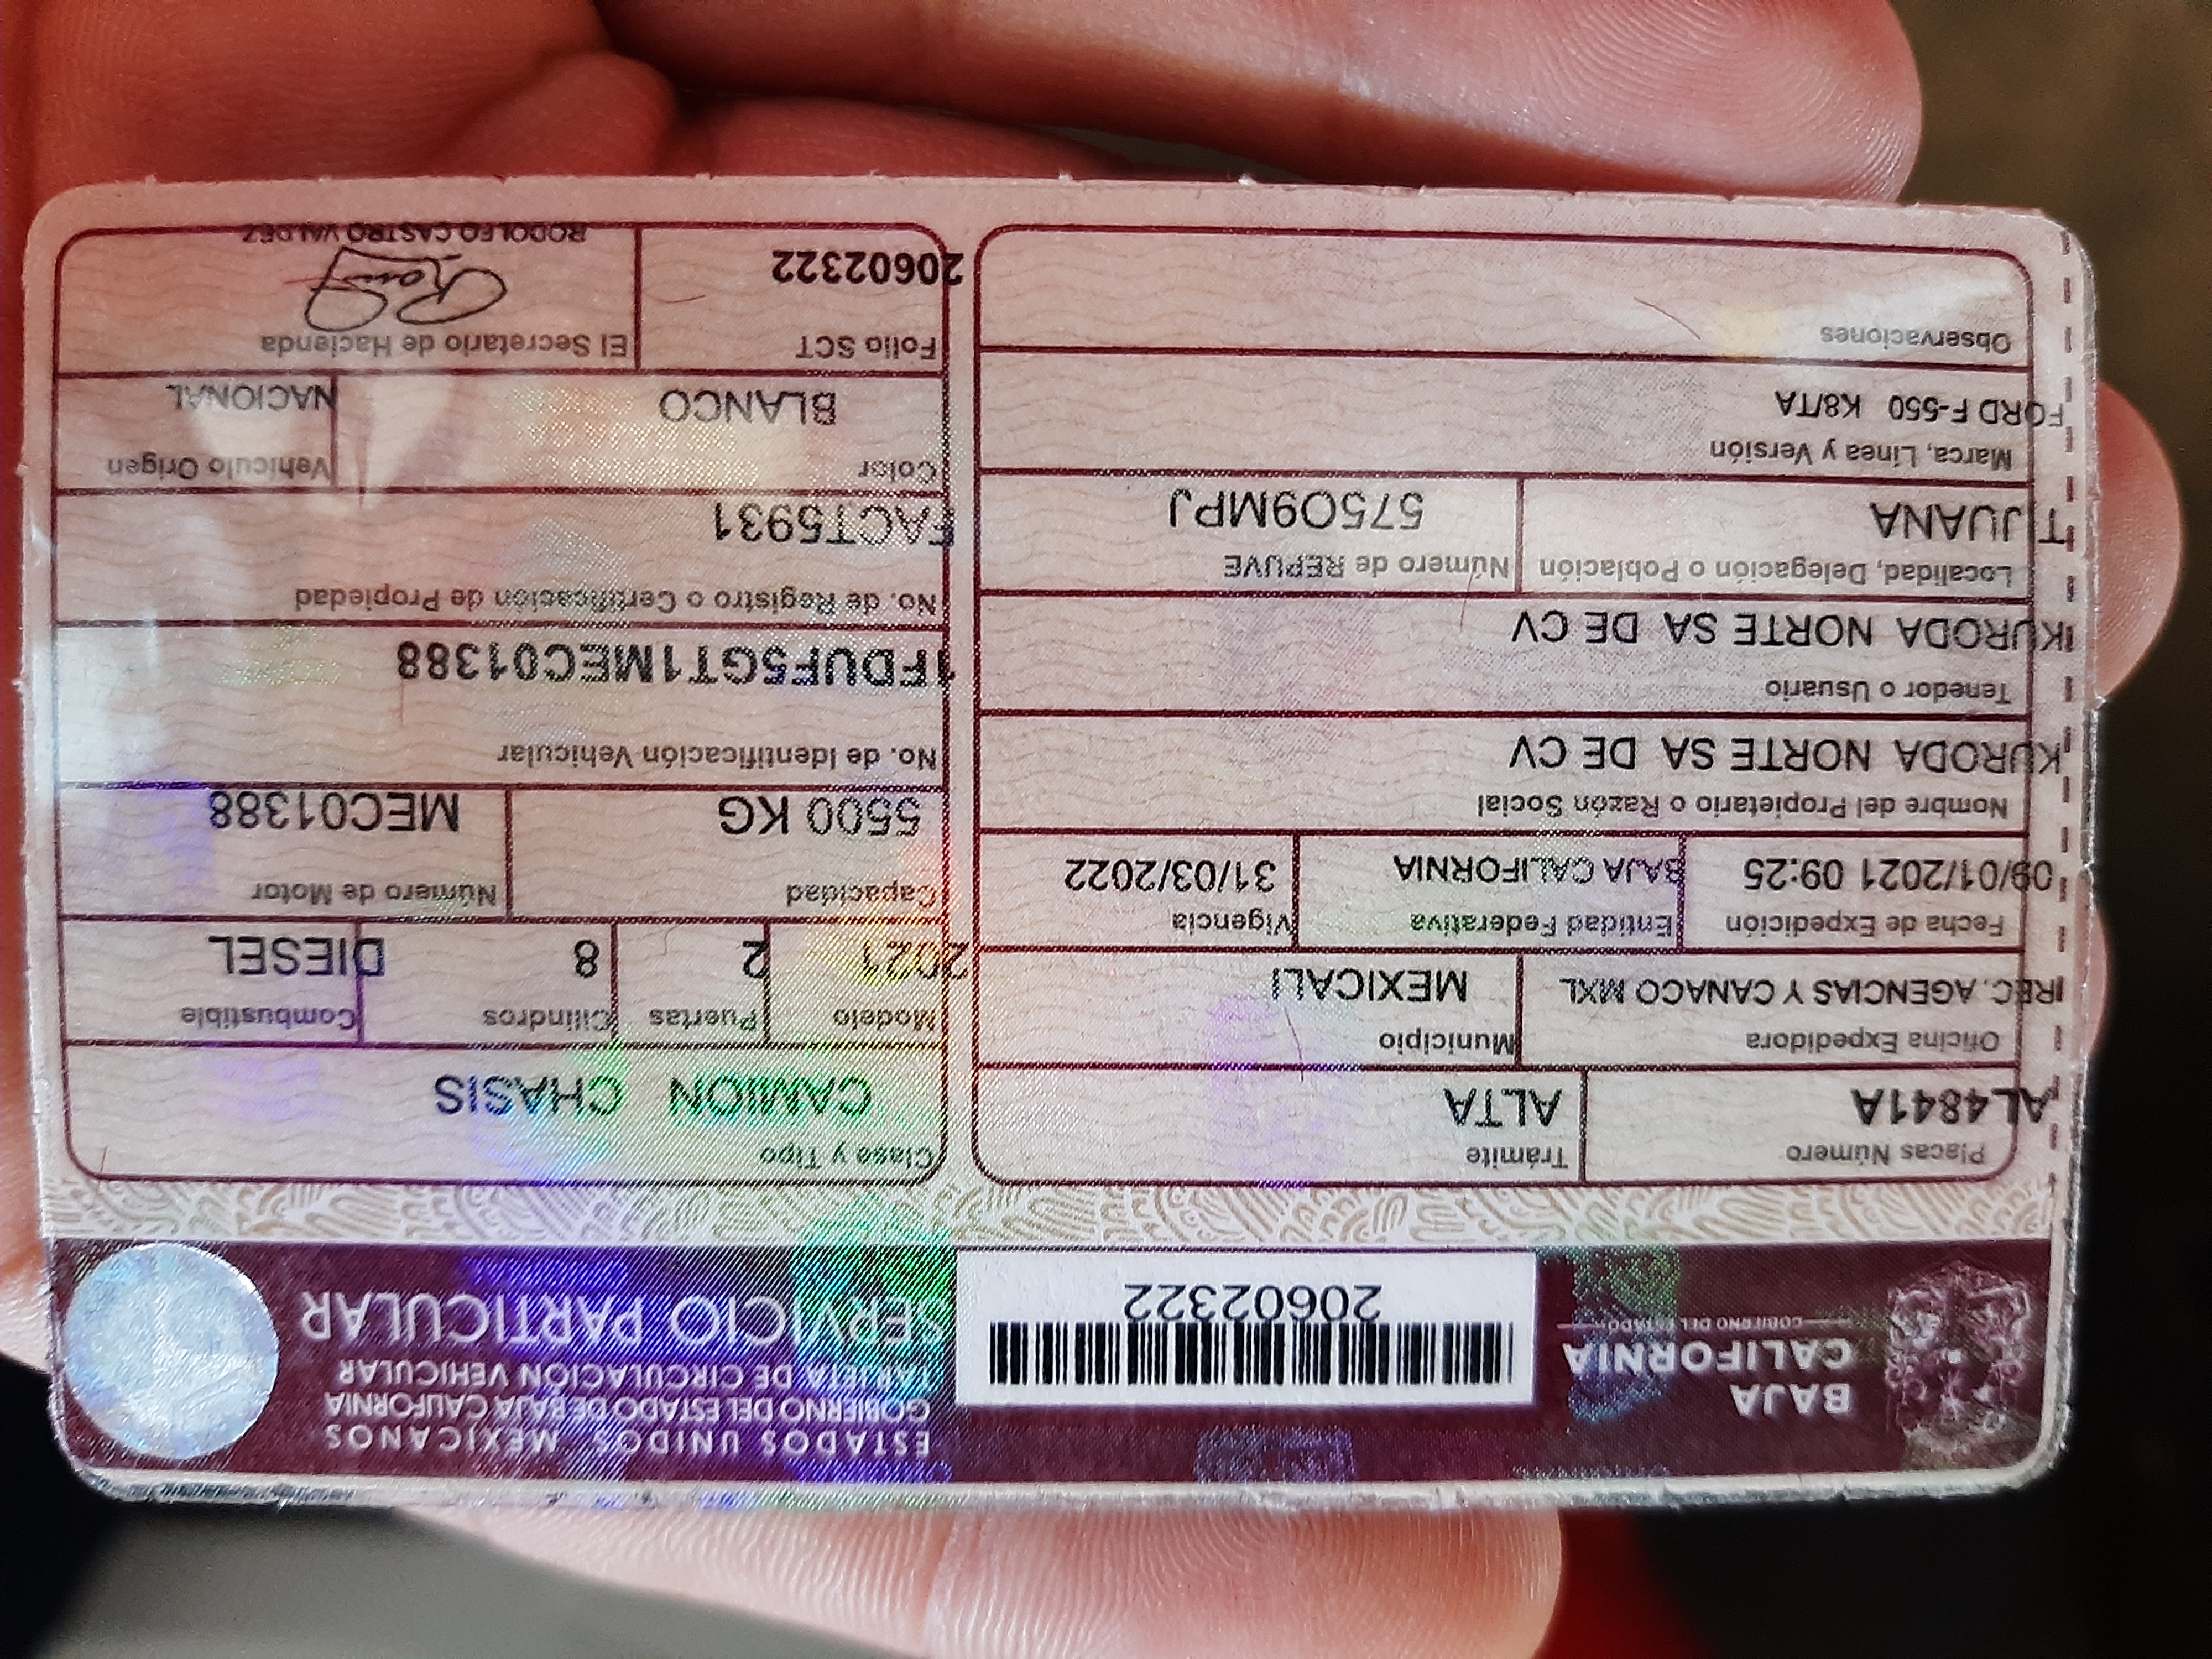 BAJA
CALIFORNIA
GOBIERNO DEL ESTADO
20602322
ESTADOS UNIDOS MEXICANOS
GOBIERNO DEL ESTADO DE BAJA CALIFORNIA
TARJETA DE CIRCULACIÓN VEHICULAR
SERVICIO PARTICULAR
Placas Número
AL4841A
Trámite
ALTA
Oficina Expedidora
REC. AGENCIAS Y CANACO MXL
Municipio
MEXICALI
Fecha de Expedición
09/01/2021 09:25
Entidad Federativa
BAJA CALIFORNIA
Vigencia
31/03/2022
Nombre del Propietario o Razón Social
KURODA NORTE SA DE CV
Tenedor o Usuario
KURODA NORTE SA DE CV
Localidad, Delegación o Población
TIJUANA
Número de REPUVE
575O9MPJ
Marca, Línea y Versión
FORD F-550 K8/TA
Observaciones
Clase y Tipo
CAMION CHASIS
Modelo
2021
Puertas
2
Cilindros
8
Combustible
DIESEL
Capacidad
5500 KG
Número de Motor
MEC01388
No. de Identificación Vehicular
1FDUF5GT1MEC01388
No. de Registro o Certificación de Propiedad
FACT5931
Color
BLANCO
Vehículo Origen
NACIONAL
Folio SCT
20602322
El Secretario de Hacienda
RODOLFO CASTRO VALDEZ